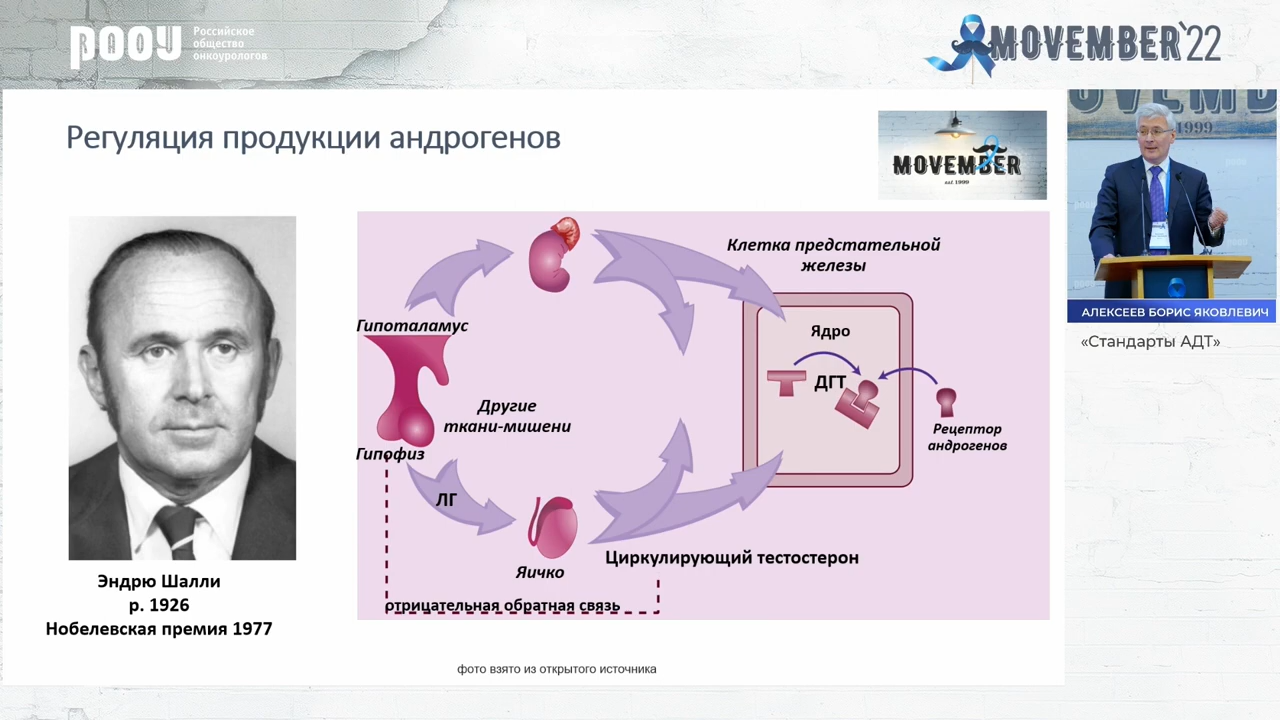 РООУ
Российское
общество
онкоурологов
MOVEMBER'22
Регуляция продукции андрогенов
MOVEMBER
est. 1999
1999
Клетка предстательной
железы
Гипоталамус
Ядро
ДГТ
Другие
ткани-мишени
Рецептор
андрогенов
Гипофиз
ЛГ
Яичко
Циркулирующий тестостерон
отрицательная обратная связь
Эндрю Шалли
р. 1926
Нобелевская премия 1977
фото взято из открытого источника
АЛЕКСЕЕВ БОРИС ЯКОВЛЕВИЧ
«Стандарты АДТ»